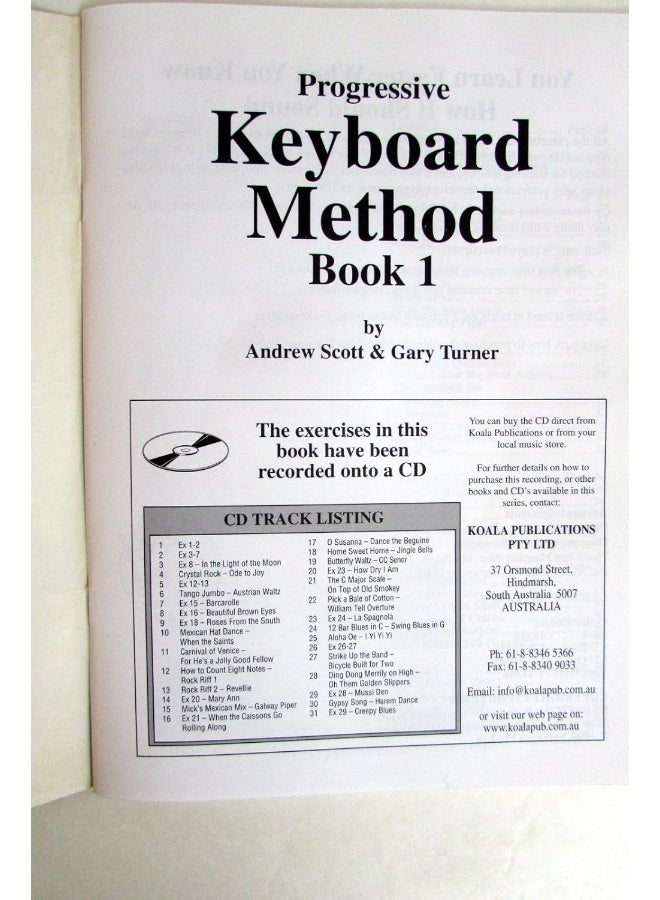 Progressive
Keyboard
Method
Book 1
by
Andrew Scott & Gary Turner
The exercises in this
book have been
recorded onto a CD
CD TRACK LISTING
1 Ex 1-2
2 Ex 3-7
3 Ex 8 – In the Light of the Moon
4 Crystal Rock – Ode to Joy
5 Ex 12-13
6 Tango Jumbo – Austrian Waltz
7 Ex 15 – Barcarolle
8 Ex 16 – Beautiful Brown Eyes
9 Ex 18 – Roses From the South
10 Mexican Hat Dance –
When the Saints
11 Carnival of Venice –
For He's a Jolly Good Fellow
12 How to Count Eight Notes –
Rock Riff 1
13 Rock Riff 2 – Revellie
14 Ex 20 – Mary Ann
15 Mick's Mexican Mix – Galway Piper
16 Ex 21 – When the Caissons Go
Rolling Along
17 O Susanna – Dance the Beguine
18 Home Sweet Home – Jingle Bells
19 Butterfly Waltz – CC Senor
20 Ex 23 – How Dry I Am
21 The C Major Scale –
On Top of Old Smokey
22 Pick a Bale of Cotton –
William Tell Overture
23 Ex 24 – La Spagnola
24 12 Bar Blues in C – Swing Blues in G
25 Aloha Oe – I Yi Yi Yi
26 Ex 26-27
27 Strike Up the Band –
Bicycle Built for Two
28 Ding Dong Merrily on High –
Oh Them Golden Slippers
29 Ex 28 – Mussi Den
30 Gypsy Song – Harem Dance
31 Ex 29 – Creepy Blues
You can buy the CD direct from
Koala Publications or from your
local music store.
For further details on how to
purchase this recording, or other
books and CD's available in this
series, contact:
KOALA PUBLICATIONS
PTY LTD
37 Orsmond Street,
Hindmarsh,
South Australia 5007
AUSTRALIA
Ph: 61-8-8346 5366
Fax: 61-8-8340 9033
Email: info@koalapub.com.au
or visit our web page on:
www.koalapub.com.au